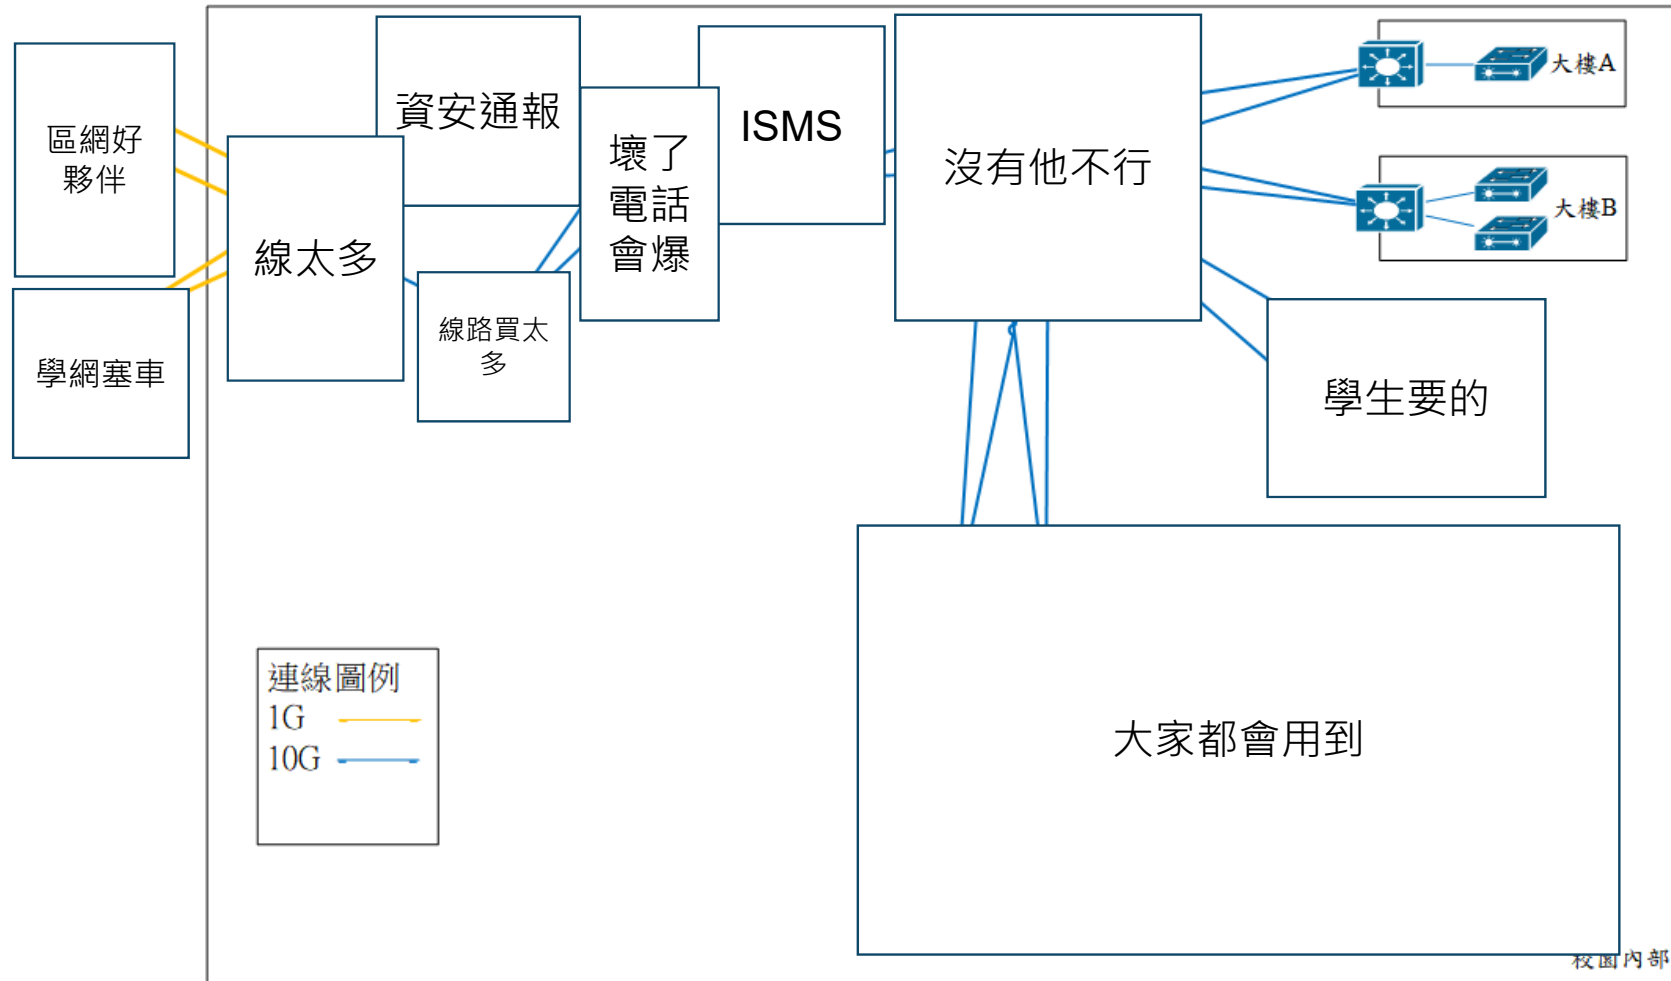 區網好
夥伴
學網塞車
線太多
資安通報
線路買太
多
壞了
電話
會爆
ISMS
沒有他不行
大樓A
大樓B
學生要的
大家都會用到
連線圖例
1G
10G
校園內部